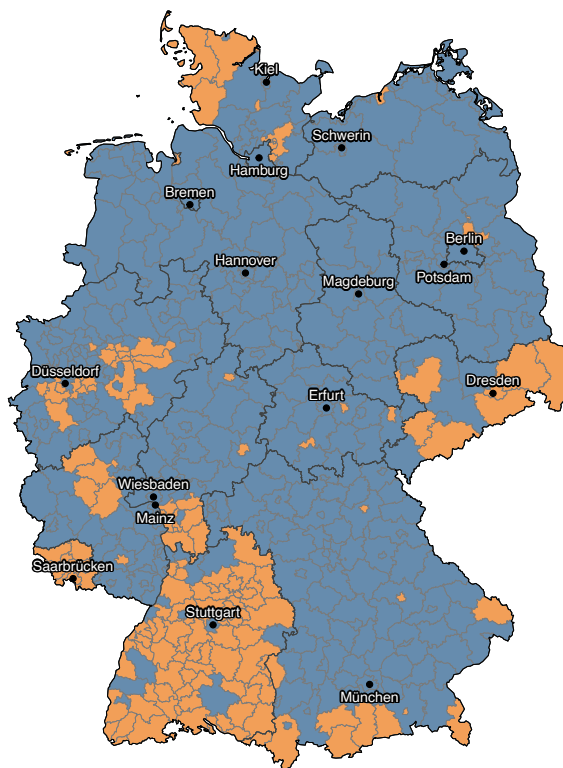 Kiel
Schwerin
Hamburg
Bremen
Berlin
Hannover
Potsdam
Magdeburg
Düsseldorf
Dresden
Erfurt
Wiesbaden
Mainz
Saarbrücken
Stuttgart
München